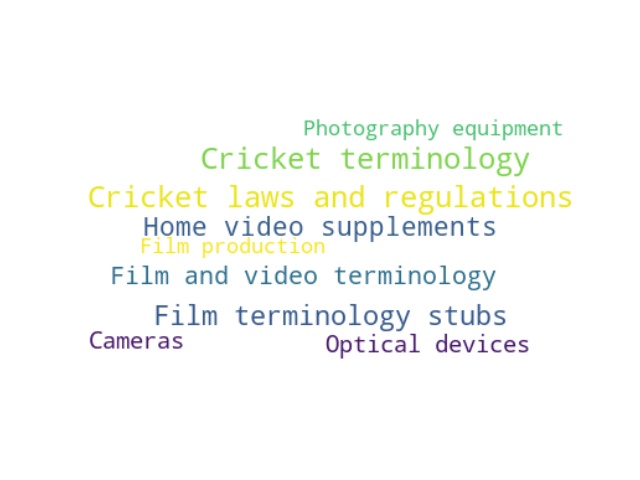 Photography equipment
Cricket terminology
Cricket laws and regulations
Home video supplements
Film production
Film and video terminology
Film terminology stubs
Cameras
Optical devices